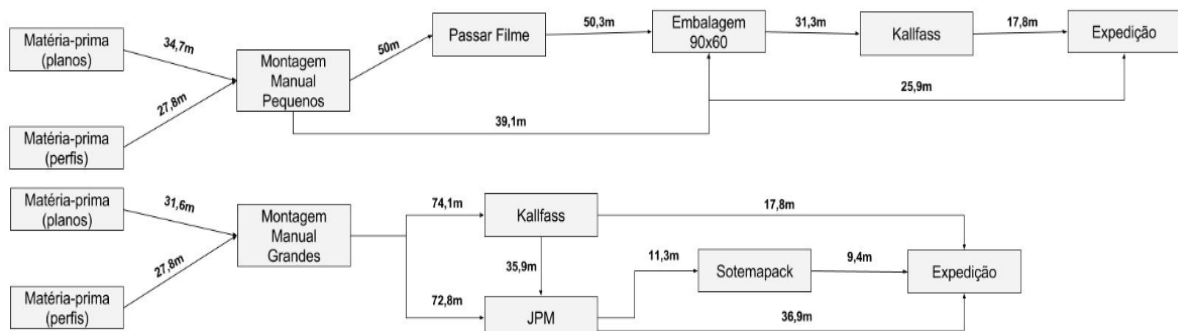 Matéria-prima
(planos)
34,7m
Matéria-prima
(perfis)
27,8m
Montagem
Manual
Pequenos
50m
Passar Filme
50,3m
Embalagem
90x60
31,3m
Kallfass
17,8m
Expedição
39,1m
25,9m
Matéria-prima
(planos)
31,6m
Matéria-prima
(perfis)
27,8m
Montagem
Manual
Grandes
74,1m
Kallfass
17,8m
35,9m
72,8m
JPM
11,3m
Sotemapack
9,4m
Expedição
36,9m